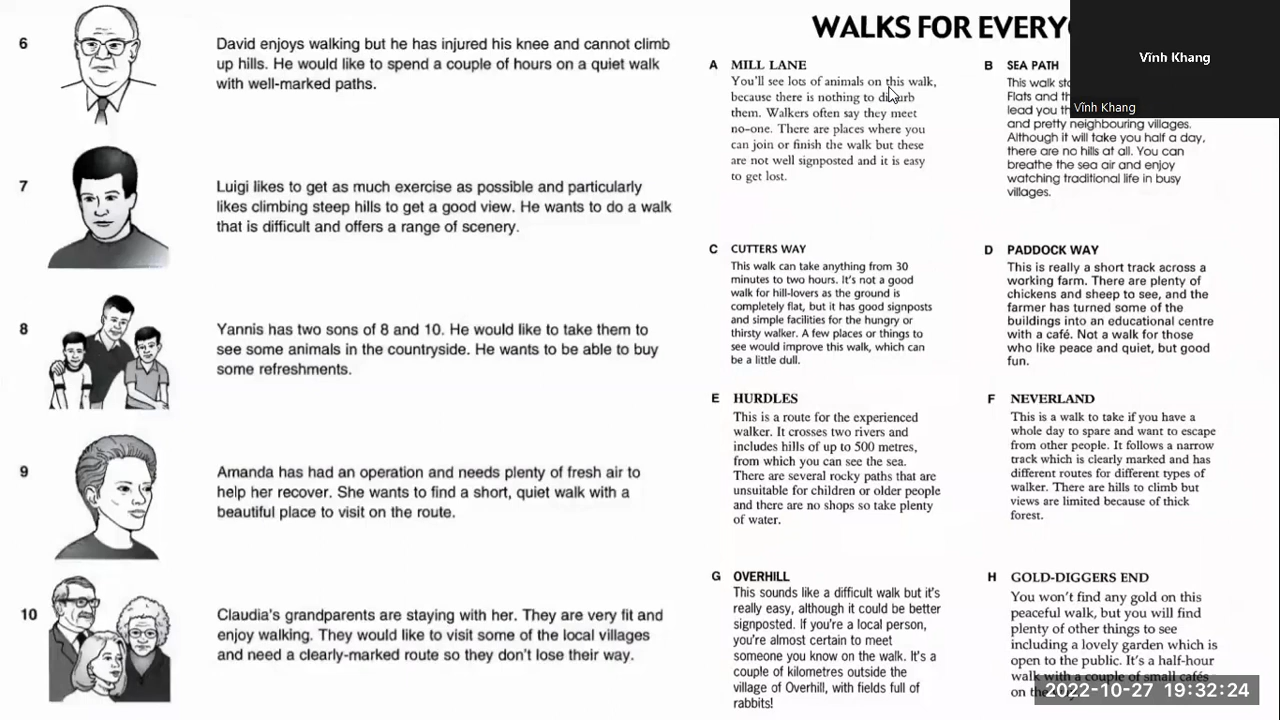 6
David enjoys walking but he has injured his knee and cannot climb
up hills. He would like to spend a couple of hours on a quiet walk
with well-marked paths.
7
Luigi likes to get as much exercise as possible and particularly
likes climbing steep hills to get a good view. He wants to do a walk
that is difficult and offers a range of scenery.
8
Yannis has two sons of 8 and 10. He would like to take them to
see some animals in the countryside. He wants to be able to buy
some refreshments.
9
Amanda has had an operation and needs plenty of fresh air to
help her recover. She wants to find a short, quiet walk with a
beautiful place to visit on the route.
10
Claudia's grandparents are staying with her. They are very fit and
enjoy walking. They would like to visit some of the local villages
and need a clearly-marked route so they don't lose their way.
WALKS FOR
A MILL LANE
You'll see lots of animals on this walk,
because there is nothing to disturb
them. Walkers often say they meet
no-one. There are places where you
can join or finish the walk but these
are not well signposted and it is easy
to get lost.
B SEA PATH
This walk
Flats and
lead you
and pretty neighbouring villages.
Although it will take you half a day,
there are no hills at all. You can
breathe the sea air and enjoy
watching traditional life in busy
villages.
C CUTTERS WAY
This walk can take anything from 30
minutes to two hours. It's not a good
walk for hill-lovers as the ground is
completely flat, but it has good signposts
and simple facilities for the hungry or
thirsty walker. A few places or things to
see would improve this walk, which can
be a little dull.
D PADDOCK WAY
This is really a short track across a
working farm. There are plenty of
chickens and sheep to see, and the
farmer has turned some of the
buildings into an educational centre
with a café. Not a walk for those
who like peace and quiet, but good
fun.
E HURDLES
This is a route for the experienced
walker. It crosses two rivers and
includes hills of up to 500 metres,
from which you can see the sea.
There are several rocky paths that are
unsuitable for children or older people
and there are no shops so take plenty
of water.
F NEVERLAND
This is a walk to take if you have a
whole day to spare and want to escape
from other people. It follows a narrow
track which is clearly marked and has
different routes for different types of
walker. There are hills to climb but
views are limited because of thick
forest.
G OVERHILL
This sounds like a difficult walk but it's
really easy, although it could be better
signposted. If you're a local person,
you're almost certain to meet
someone you know on the walk. It's a
couple of kilometres outside the
village of Overhill, with fields full of
rabbits!
H GOLD-DIGGERS END
You won't find any gold on this
peaceful walk, but you will find
plenty of other things to see
including a lovely garden which is
open to the public. It's a half-hour
walk with a couple of small cafés
on the
Vĩnh Khang
Vĩnh Khang
2022-10-27 19:32:24